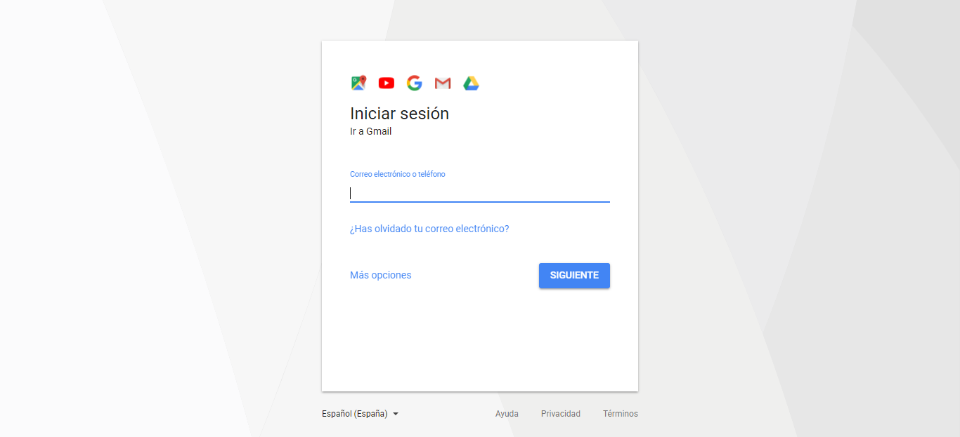 Iniciar sesión
Ir a Gmail
Correo electrónico o teléfono
¿Has olvidado tu correo electrónico?
Más opciones SIGUIENTE
Español (España) Ayuda Privacidad Términos